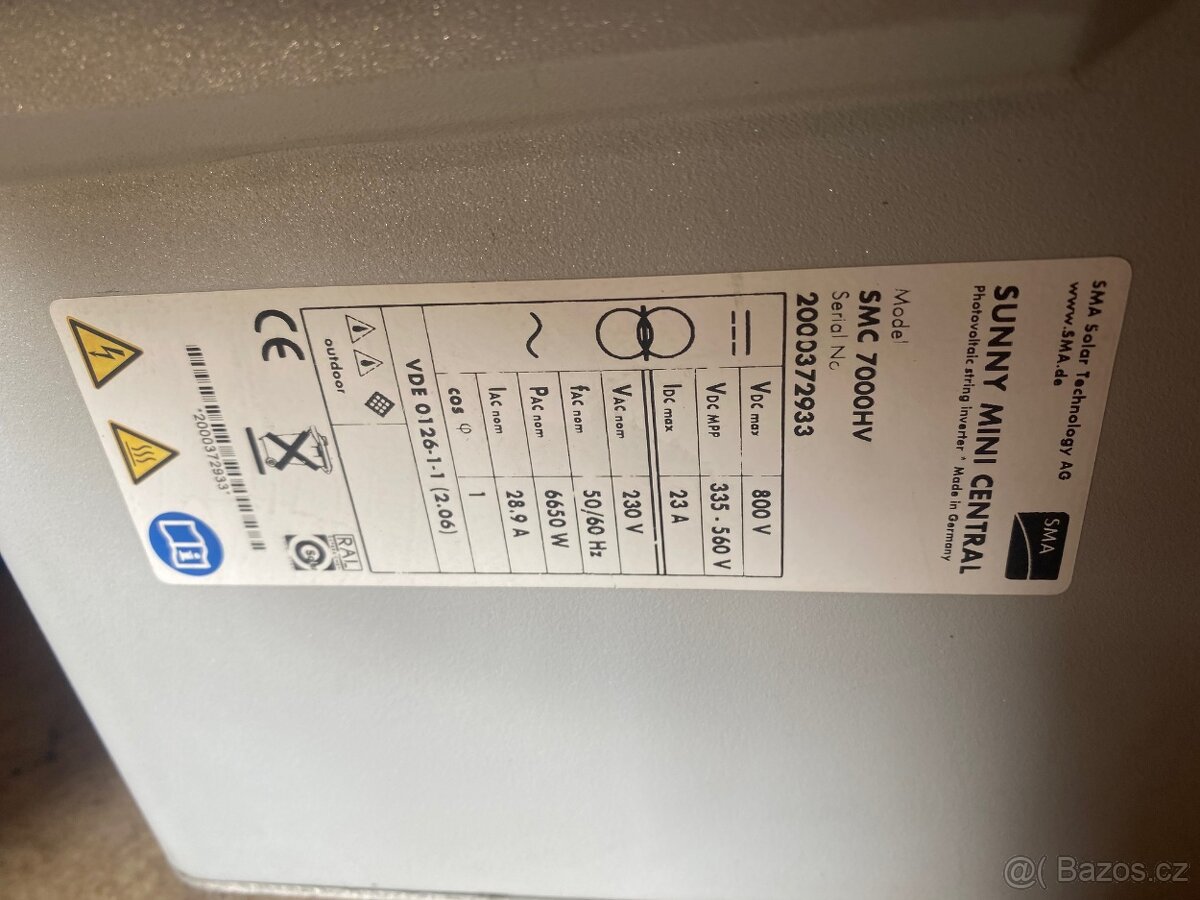 SMA Solar Technology AG
www.SMA.de
SMA
SUNNY MINI CENTRAL
Photovoltaic string inverter * Made in Germany
Model
SMC 7000HV
Serial No.
2000372933
VDC max 800 V
VDC MPP 335 - 560 V
IDC max 23 A
VAC nom 230 V
fAC nom 50/60 Hz
PAC nom 6650 W
IAC nom 28.9 A
cos φ 1
VDE 0126-1-1 (2.06)
outdoor
CE
RAL
*2000372933*
@( Bazos.cz